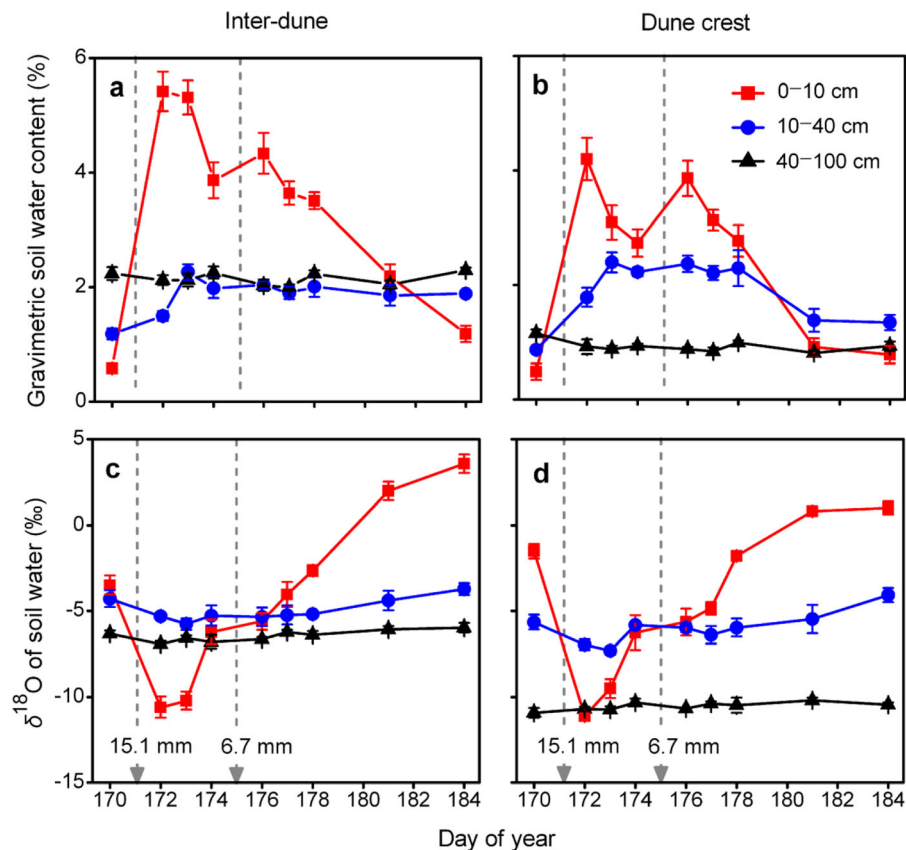 Inter-dune
Dune crest
Gravimetric soil water content (%)
6
4
2
0
a
b
0–10 cm
10–40 cm
40–100 cm
170 172 174 176 178 180 182 184
δ¹⁸O of soil water (‰)
5
0
-5
-10
-15
c
d
15.1 mm
6.7 mm
15.1 mm
6.7 mm
170 172 174 176 178 180 182 184
Day of year